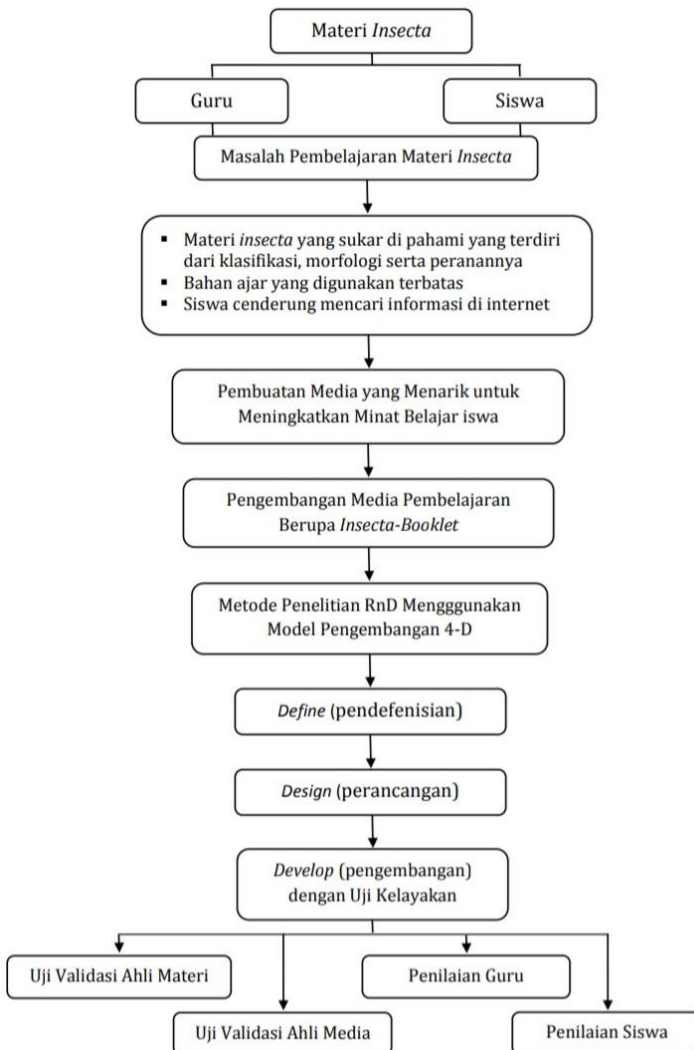 Materi Insecta
Guru
Siswa
Masalah Pembelajaran Materi Insecta
▪ Materi insecta yang sukar di pahami yang terdiri
dari klasifikasi, morfologi serta peranannya
▪ Bahan ajar yang digunakan terbatas
▪ Siswa cenderung mencari informasi di internet
Pembuatan Media yang Menarik untuk
Meningkatkan Minat Belajar iswa
Pengembangan Media Pembelajaran
Berupa Insecta-Booklet
Metode Penelitian RnD Mengggunakan
Model Pengembangan 4-D
Define (pendefenisian)
Design (perancangan)
Develop (pengembangan)
dengan Uji Kelayakan
Uji Validasi Ahli Materi
Penilaian Guru
Uji Validasi Ahli Media
Penilaian Siswa